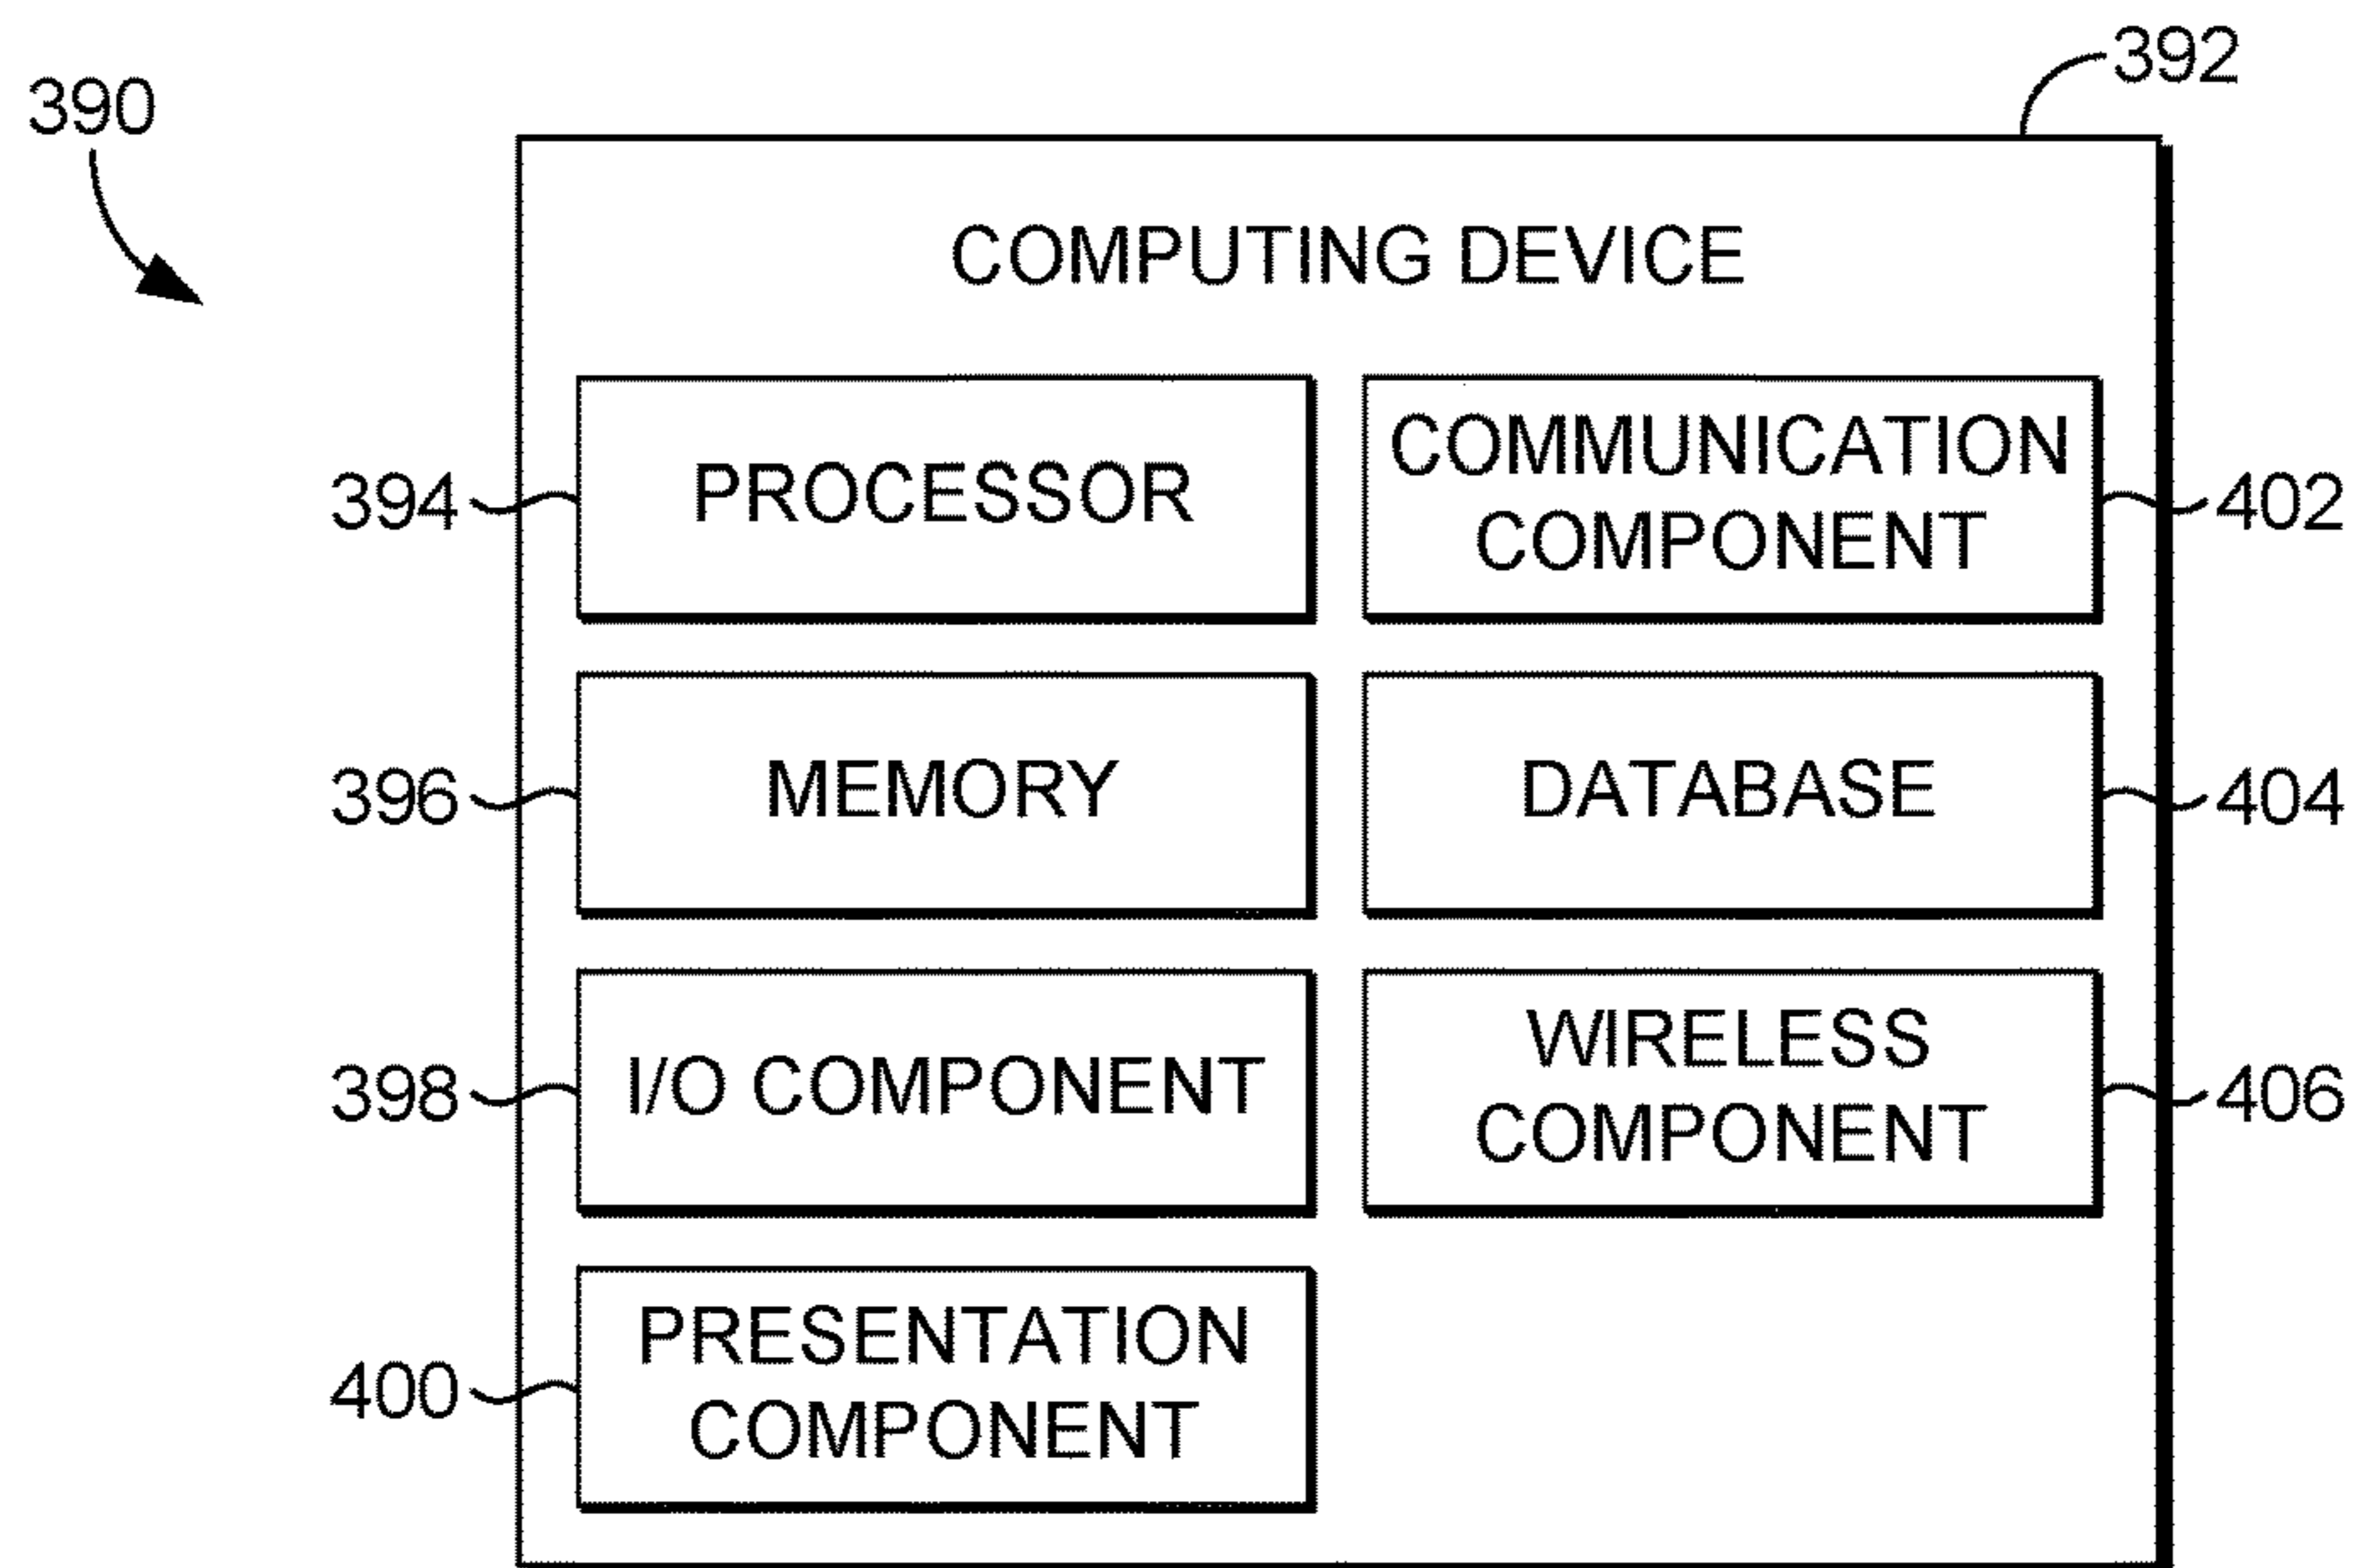 392
390
COMPUTING DEVICE
394
PROCESSOR
COMMUNICATION
COMPONENT
402
396
MEMORY
DATABASE
404
398
I/O COMPONENT
WIRELESS
COMPONENT
406
400
PRESENTATION
COMPONENT